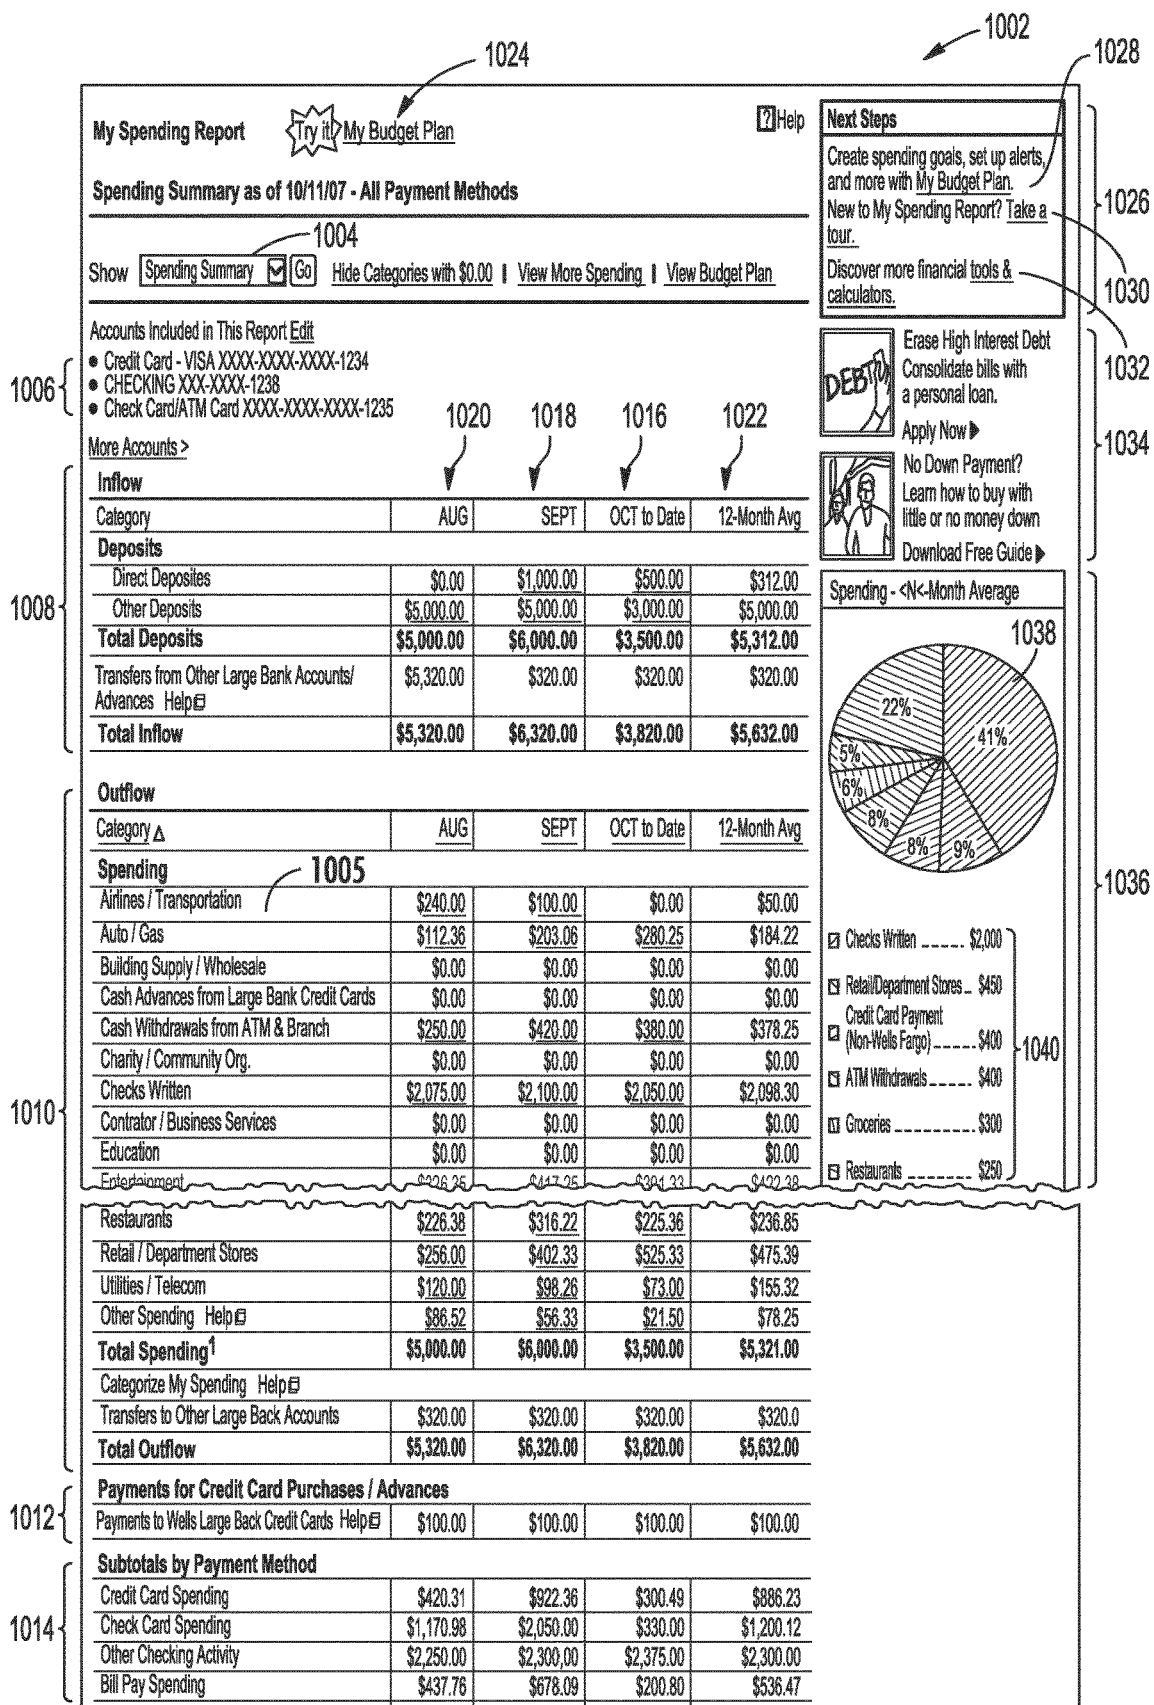 1002
1024
1028
My Spending Report Try it! My Budget Plan ? Help
Spending Summary as of 10/11/07 - All Payment Methods
1004
Show Spending Summary Go Hide Categories with $0.00 | View More Spending | View Budget Plan
Accounts Included in This Report Edit
1006
● Credit Card - VISA XXXX-XXXX-XXXX-1234
● CHECKING XXX-XXXX-1238
● Check Card/ATM Card XXXX-XXXX-XXXX-1235
More Accounts >
1020 1018 1016 1022
1008
Inflow
Category AUG SEPT OCT to Date 12-Month Avg
Deposits
Direct Deposites $0.00 $1,000.00 $500.00 $312.00
Other Deposits $5,000.00 $5,000.00 $3,000.00 $5,000.00
Total Deposits $5,000.00 $6,000.00 $3,500.00 $5,312.00
Transfers from Other Large Bank Accounts/ $5,320.00 $320.00 $320.00 $320.00
Advances Help
Total Inflow $5,320.00 $6,320.00 $3,820.00 $5,632.00
1010
Outflow
Category Δ AUG SEPT OCT to Date 12-Month Avg
Spending 1005
Airlines / Transportation $240.00 $100.00 $0.00 $50.00
Auto / Gas $112.36 $203.06 $280.25 $184.22
Building Supply / Wholesale $0.00 $0.00 $0.00 $0.00
Cash Advances from Large Bank Credit Cards $0.00 $0.00 $0.00 $0.00
Cash Withdrawals from ATM & Branch $250.00 $420.00 $380.00 $378.25
Charity / Community Org. $0.00 $0.00 $0.00 $0.00
Checks Written $2,075.00 $2,100.00 $2,050.00 $2,098.30
Contrator / Business Services $0.00 $0.00 $0.00 $0.00
Education $0.00 $0.00 $0.00 $0.00
Entertainment
Restaurants $226.38 $316.22 $225.36 $236.85
Retail / Department Stores $256.00 $402.33 $525.33 $475.39
Utilities / Telecom $120.00 $98.26 $73.00 $155.32
Other Spending Help $86.52 $56.33 $21.50 $78.25
Total Spending1 $5,000.00 $6,000.00 $3,500.00 $5,321.00
Categorize My Spending Help
Transfers to Other Large Back Accounts $320.00 $320.00 $320.00 $320.0
Total Outflow $5,320.00 $6,320.00 $3,820.00 $5,632.00
1012
Payments for Credit Card Purchases / Advances
Payments to Wells Large Back Credit Cards Help $100.00 $100.00 $100.00 $100.00
1014
Subtotals by Payment Method
Credit Card Spending $420.31 $922.36 $300.49 $886.23
Check Card Spending $1,170.98 $2,050.00 $330.00 $1,200.12
Other Checking Activity $2,250.00 $2,300,00 $2,375.00 $2,300.00
Bill Pay Spending $437.76 $678.09 $200.80 $536.47
Next Steps
Create spending goals, set up alerts,
and more with My Budget Plan.
New to My Spending Report? Take a
tour.
Discover more financial tools &
calculators.
1026
1030
1032
DEBT
Erase High Interest Debt
Consolidate bills with
a personal loan.
Apply Now
1034
No Down Payment?
Learn how to buy with
little or no money down
Download Free Guide
Spending - <N<-Month Average
1038
22%
41%
5%
6%
8%
8%
9%
1036
Checks Written $2,000
Retail/Department Stores $450
Credit Card Payment
(Non-Wells Fargo) $400
1040
ATM Withdrawals $400
Groceries $300
Restaurants $250